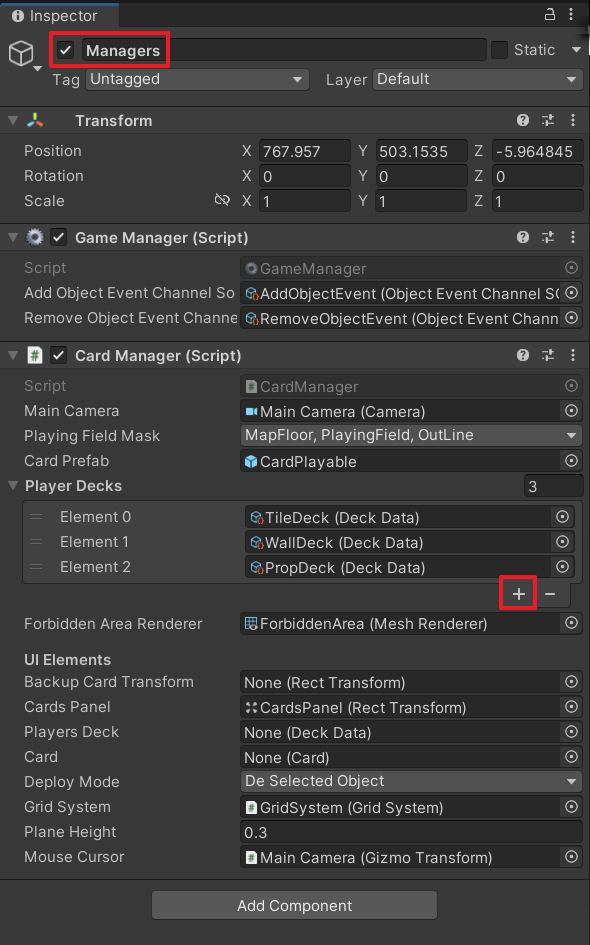 Inspector
Managers
Static
Tag Untagged Layer Default
Transform
Position X 767.957 Y 503.1535 Z -5.964845
Rotation X 0 Y 0 Z 0
Scale X 1 Y 1 Z 1
Game Manager (Script)
Script GameManager
Add Object Event Channel So AddObjectEvent (Object Event Channel SO
Remove Object Event Channe RemoveObjectEvent (Object Event Chann
# Card Manager (Script)
Script # CardManager
Main Camera Main Camera (Camera)
Playing Field Mask MapFloor, PlayingField, OutLine
Card Prefab CardPlayable
Player Decks 3
Element 0 TileDeck (Deck Data)
Element 1 WallDeck (Deck Data)
Element 2 PropDeck (Deck Data)
+ −
Forbidden Area Renderer ForbiddenArea (Mesh Renderer)
UI Elements
Backup Card Transform None (Rect Transform)
Cards Panel CardsPanel (Rect Transform)
Players Deck None (Deck Data)
Card None (Card)
Deploy Mode De Selected Object
Grid System # GridSystem (Grid System)
Plane Height 0.3
Mouse Cursor # Main Camera (Gizmo Transform)
Add Component